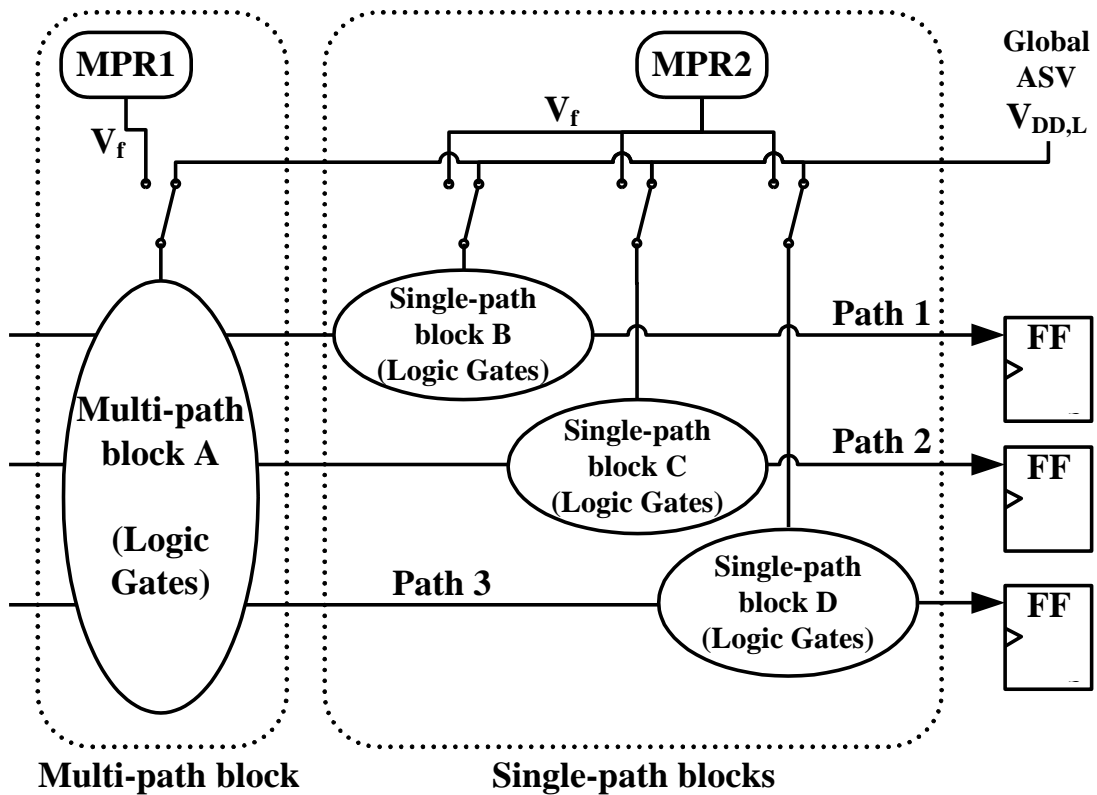 MPR1
MPR2
Global
ASV
V_DD,L
V_f
V_f
Single-path
block B
(Logic Gates)
Path 1
FF
Multi-path
block A
(Logic
Gates)
Single-path
block C
(Logic Gates)
Path 2
FF
Path 3
Single-path
block D
(Logic Gates)
FF
Multi-path block
Single-path blocks